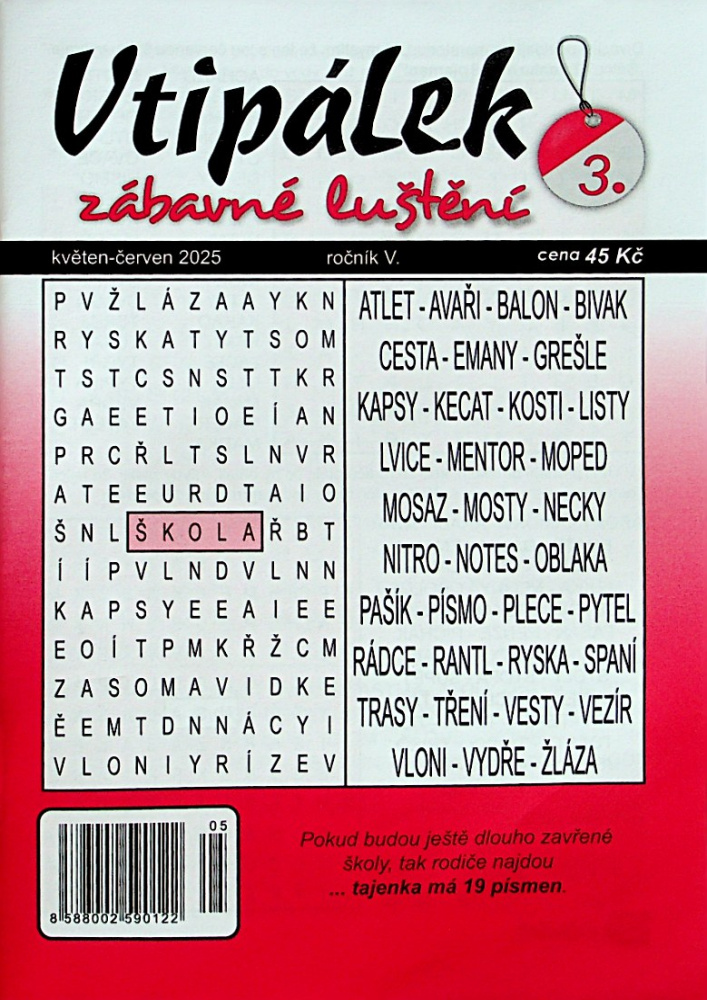 Vtipálek
zábavné luštění
3.
květen-červen 2025 ročník V. cena 45 Kč
P V Ž L Á Z A A Y K N
R Y S K A T Y T S O M
T S T C S N S T T K R
G A E E T I O E Í A N
P R C Ř L T S L N V R
A T E E U R D T A I O
Š N L Š K O L A Ř B T
Í Í P V L N D V L N N
K A P S Y E E A I E E
E O Í T P M K Ř Ž C M
Z A S O M A V I D K E
Ě E M T D N N Á C Y I
V L O N I Y R Í Z E V
ATLET - AVAŘI - BALON - BIVAK
CESTA - EMANY - GREŠLE
KAPSY - KECAT - KOSTI - LISTY
LVICE - MENTOR - MOPED
MOSAZ - MOSTY - NECKY
NITRO - NOTES - OBLAKA
PAŠÍK - PÍSMO - PLECE - PYTEL
RÁDCE - RANTL - RYSKA - SPANÍ
TRASY - TŘENÍ - VESTY - VEZÍR
VLONI - VYDŘE - ŽLÁZA
05
8 588002 590122
Pokud budou ještě dlouho zavřené
školy, tak rodiče najdou
... tajenka má 19 písmen.